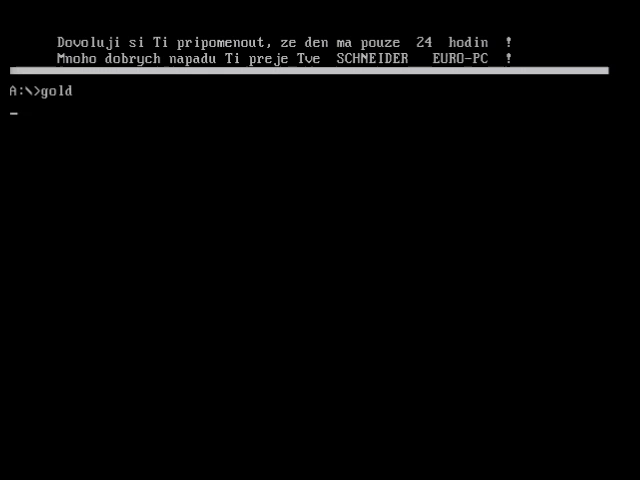 Dovoluji si Ti pripomenout, ze den ma pouze 24 hodin !
Mnoho dobrych napadu Ti preje Tve SCHNEIDER EURO-PC !
A:\>gold